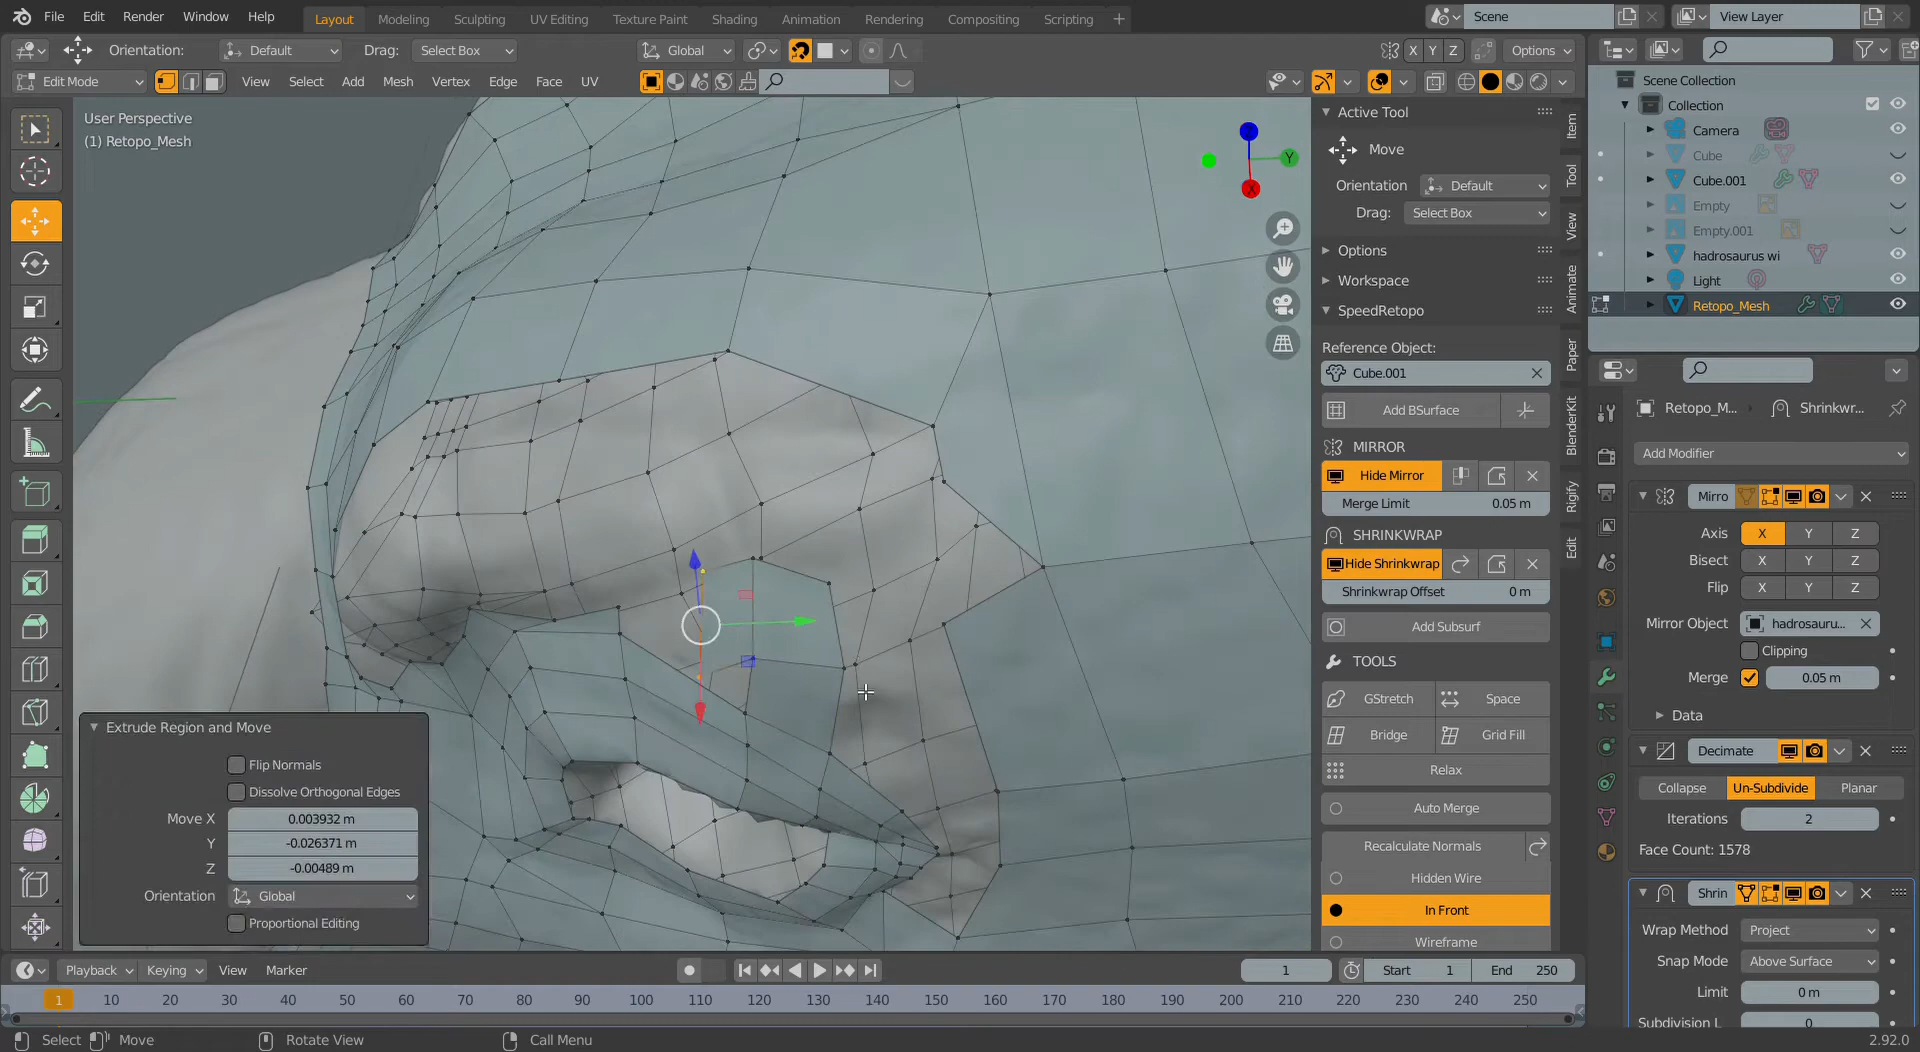 File Edit Render Window Help Layout Modeling Sculpting UV Editing Texture Paint Shading Animation Rendering Compositing Scripting + Scene View Layer
Orientation: Default Drag: Select Box Global X Y Z Options
Edit Mode View Select Add Mesh Vertex Edge Face UV
User Perspective
(1) Retopo_Mesh
Z
Y
X
Extrude Region and Move
Flip Normals
Dissolve Orthogonal Edges
Move X 0.003932 m
Y -0.026371 m
Z -0.00489 m
Orientation Global
Proportional Editing
Active Tool
Move
Orientation Default
Drag: Select Box
Options
Workspace
SpeedRetopo
Reference Object:
Cube.001
Add BSurface
MIRROR
Hide Mirror
Merge Limit 0.05 m
SHRINKWRAP
Hide Shrinkwrap
Shrinkwrap Offset 0 m
Add Subsurf
TOOLS
GStretch Space
Bridge Grid Fill
Relax
Auto Merge
Recalculate Normals
Hidden Wire
In Front
Wireframe
Item
Tool
View
Animate
Paper
BlenderKit
Rigify
Edit
Scene Collection
Collection
Camera
Cube
Cube.001
Empty
Empty.001
hadrosaurus wi
Light
Retopo_Mesh
Retopo_M... Shrinkwr...
Add Modifier
Mirro
Axis X Y Z
Bisect X Y Z
Flip X Y Z
Mirror Object hadrosauru...
Clipping
Merge 0.05 m
Data
Decimate
Collapse Un-Subdivide Planar
Iterations 2
Face Count: 1578
Shrin
Wrap Method Project
Snap Mode Above Surface
Limit 0 m
Subdivision L 0
Playback Keying View Marker 1 Start 1 End 250
1 10 20 30 40 50 60 70 80 90 100 110 120 130 140 150 160 170 180 190 200 210 220 230 240 250
Select Move Rotate View Call Menu 2.92.0